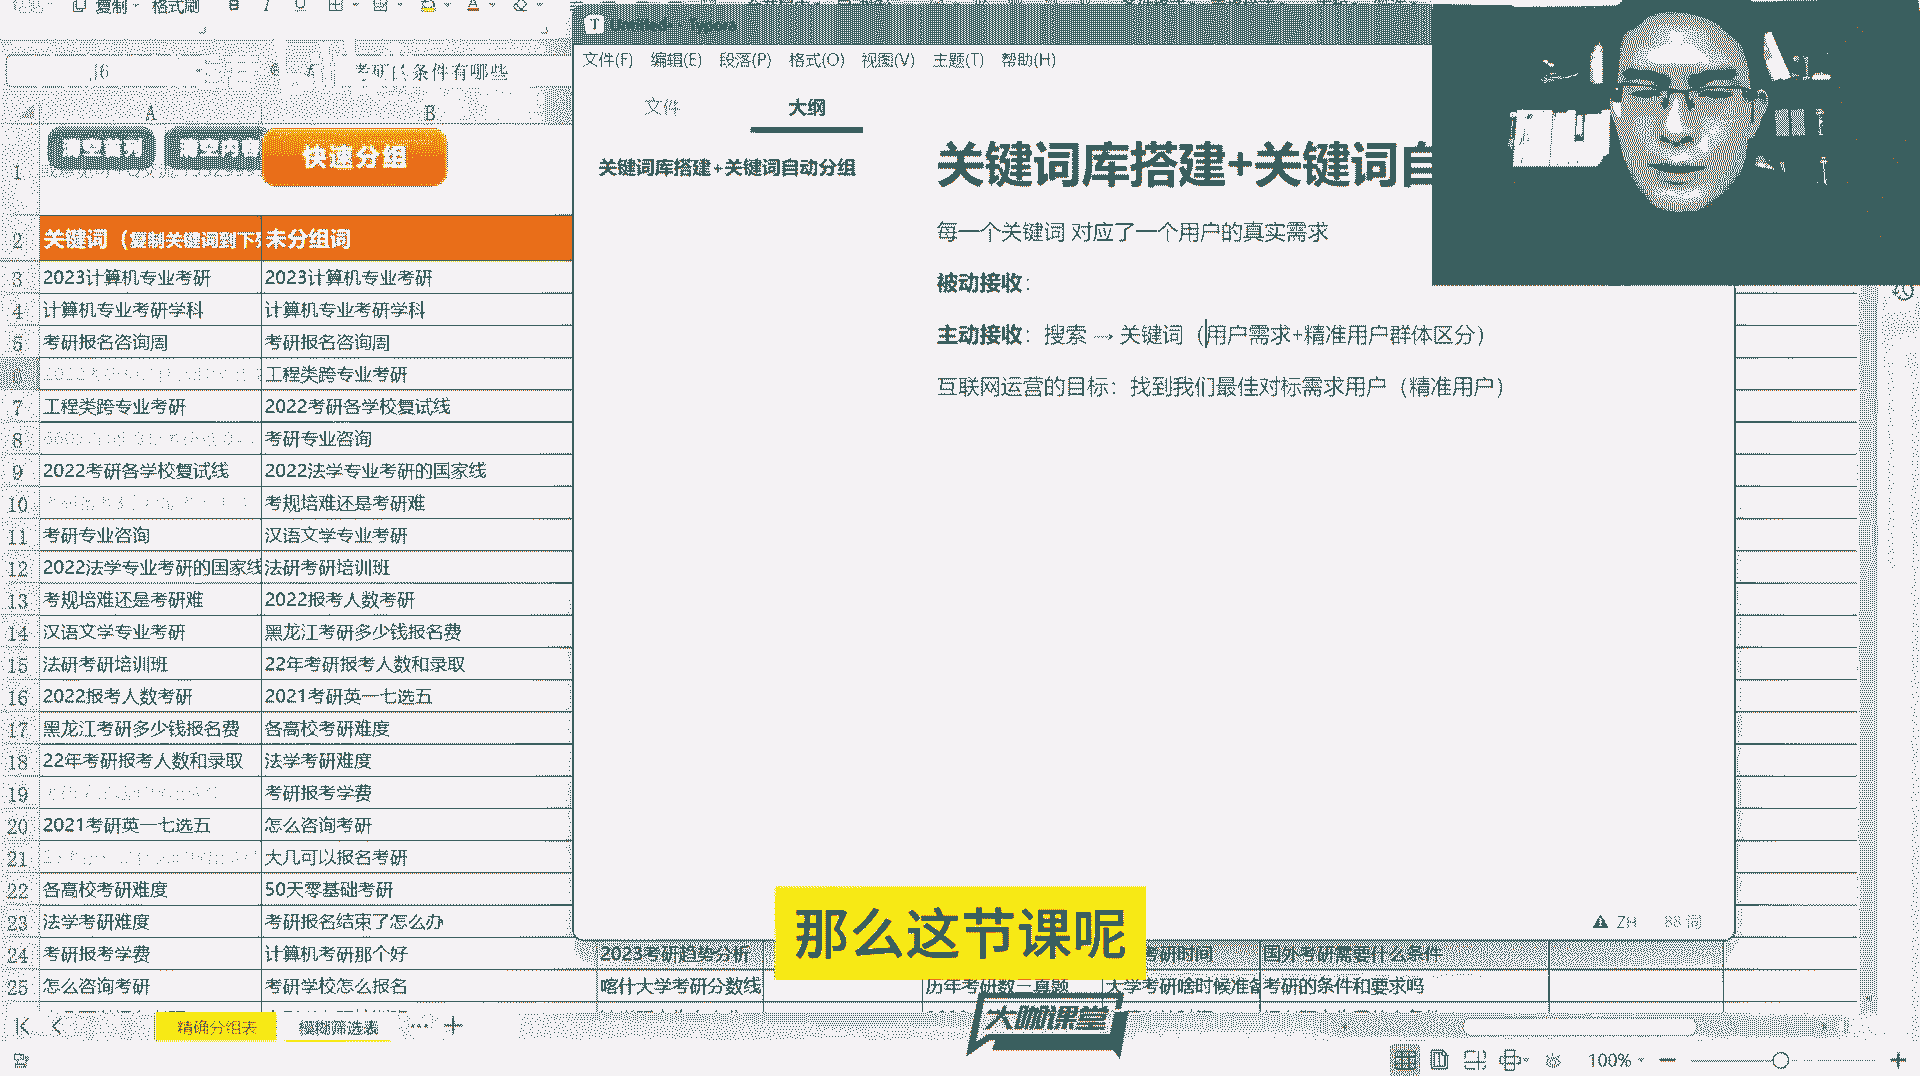 复制
格式刷
B
J6
考研的条件有哪些
A
B
清空首列
清空内容
快速分组
1
2 关键词（复制关键词到下列 未分组词
3 2023计算机专业考研 2023计算机专业考研
4 计算机专业考研学科 计算机专业考研学科
5 考研报名咨询周 考研报名咨询周
工程类跨专业考研
7 工程类跨专业考研 2022考研各学校复试线
8 考研专业咨询
9 2022考研各学校复试线 2022法学专业考研的国家线
10 考规培难还是考研难
11 考研专业咨询 汉语文学专业考研
12 2022法学专业考研的国家线 法研考研培训班
13 考规培难还是考研难 2022报考人数考研
14 汉语文学专业考研 黑龙江考研多少钱报名费
15 法研考研培训班 22年考研报考人数和录取
16 2022报考人数考研 2021考研英一七选五
17 黑龙江考研多少钱报名费 各高校考研难度
18 22年考研报考人数和录取 法学考研难度
19 考研报考学费
20 2021考研英一七选五 怎么咨询考研
21 大几可以报名考研
22 各高校考研难度 50天零基础考研
23 法学考研难度 考研报名结束了怎么办
24 考研报考学费 计算机考研那个好 2023考研趋势分析 考研时间 国外考研需要什么条件
25 怎么咨询考研 考研学校怎么报名 喀什大学考研分数线 历年考研数三真题 大学考研啥时候准备 考研的条件和要求吗
精确分组表
模糊筛选表
100%
T Untitled - Typora
文件(F) 编辑(E) 段落(P) 格式(O) 视图(V) 主题(T) 帮助(H)
文件
大纲
关键词库搭建+关键词自动分组
关键词库搭建+关键词自
每一个关键词 对应了一个用户的真实需求
被动接收：
主动接收：搜索 → 关键词（用户需求+精准用户群体区分）
互联网运营的目标：找到我们最佳对标需求用户（精准用户）
ZH
88 词
那么这节课呢
大咖课堂